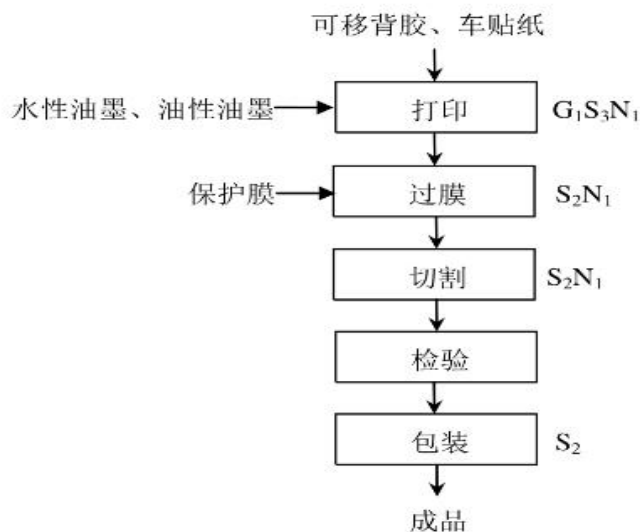 可移背胶、车贴纸
水性油墨、油性油墨 打印 G₁S₃N₁
保护膜 过膜 S₂N₁
切割 S₂N₁
检验
包装 S₂
成品